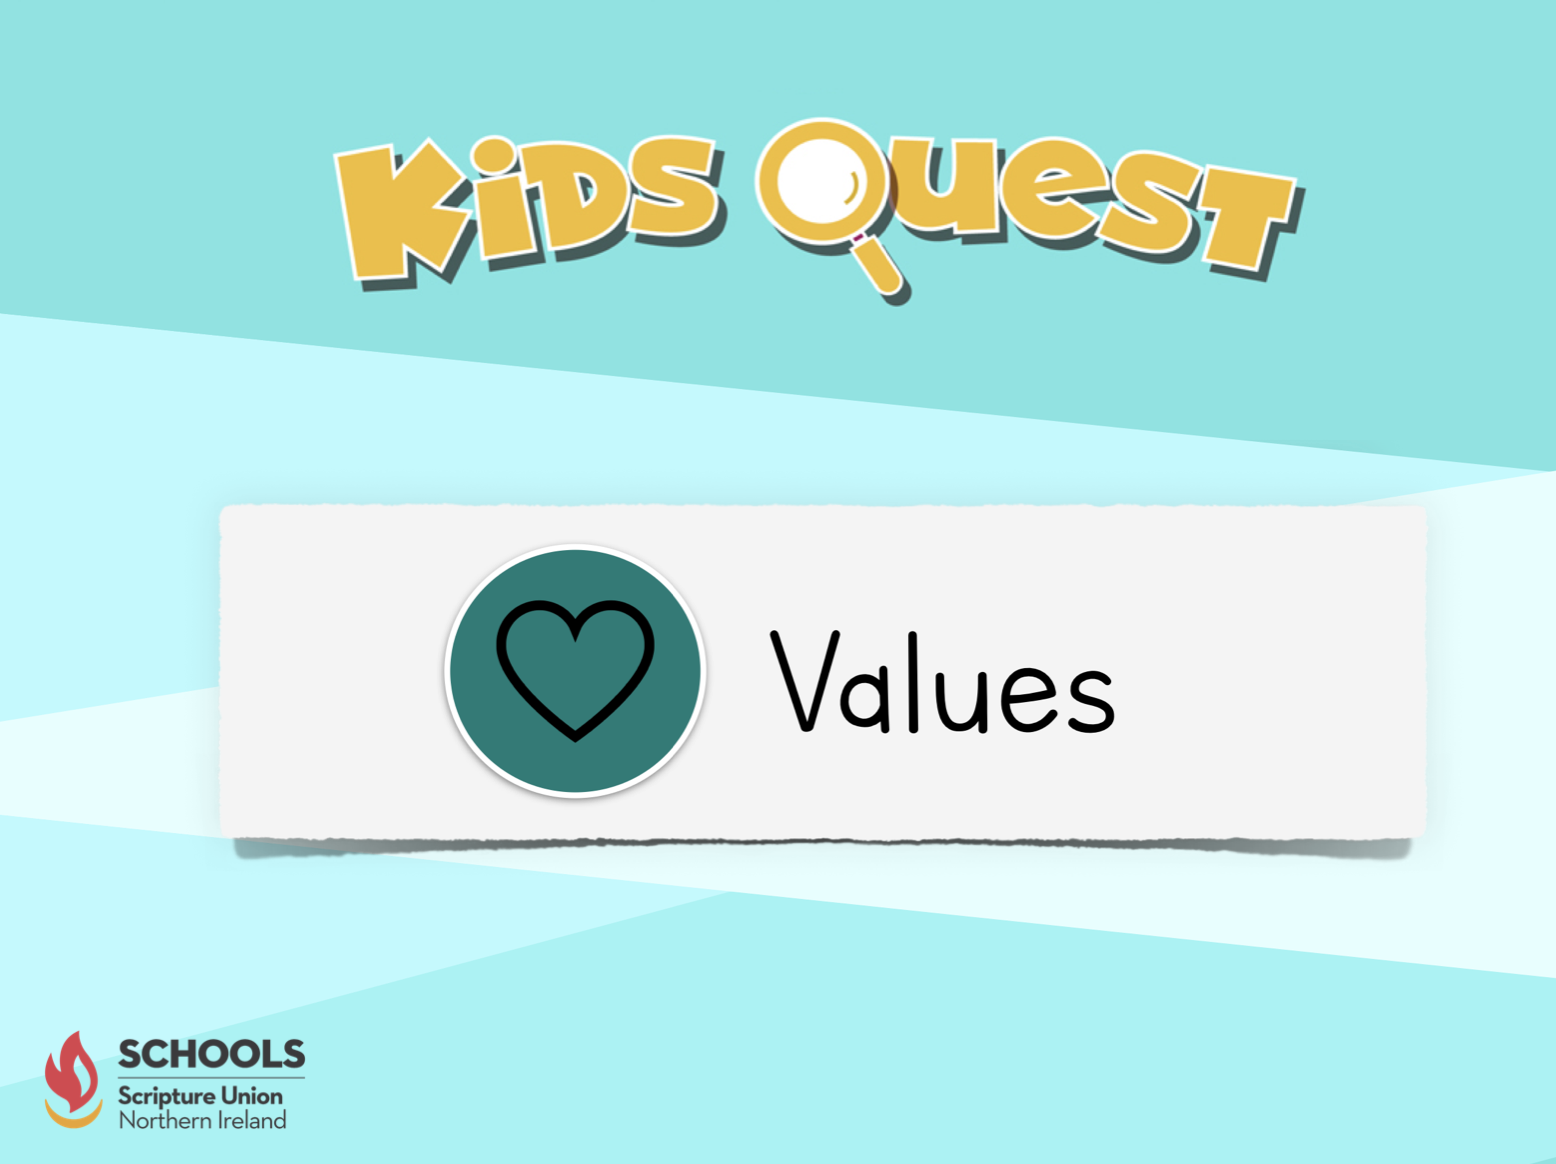 KiDS QUEST
Values
SCHOOLS
Scripture Union
Northern Ireland